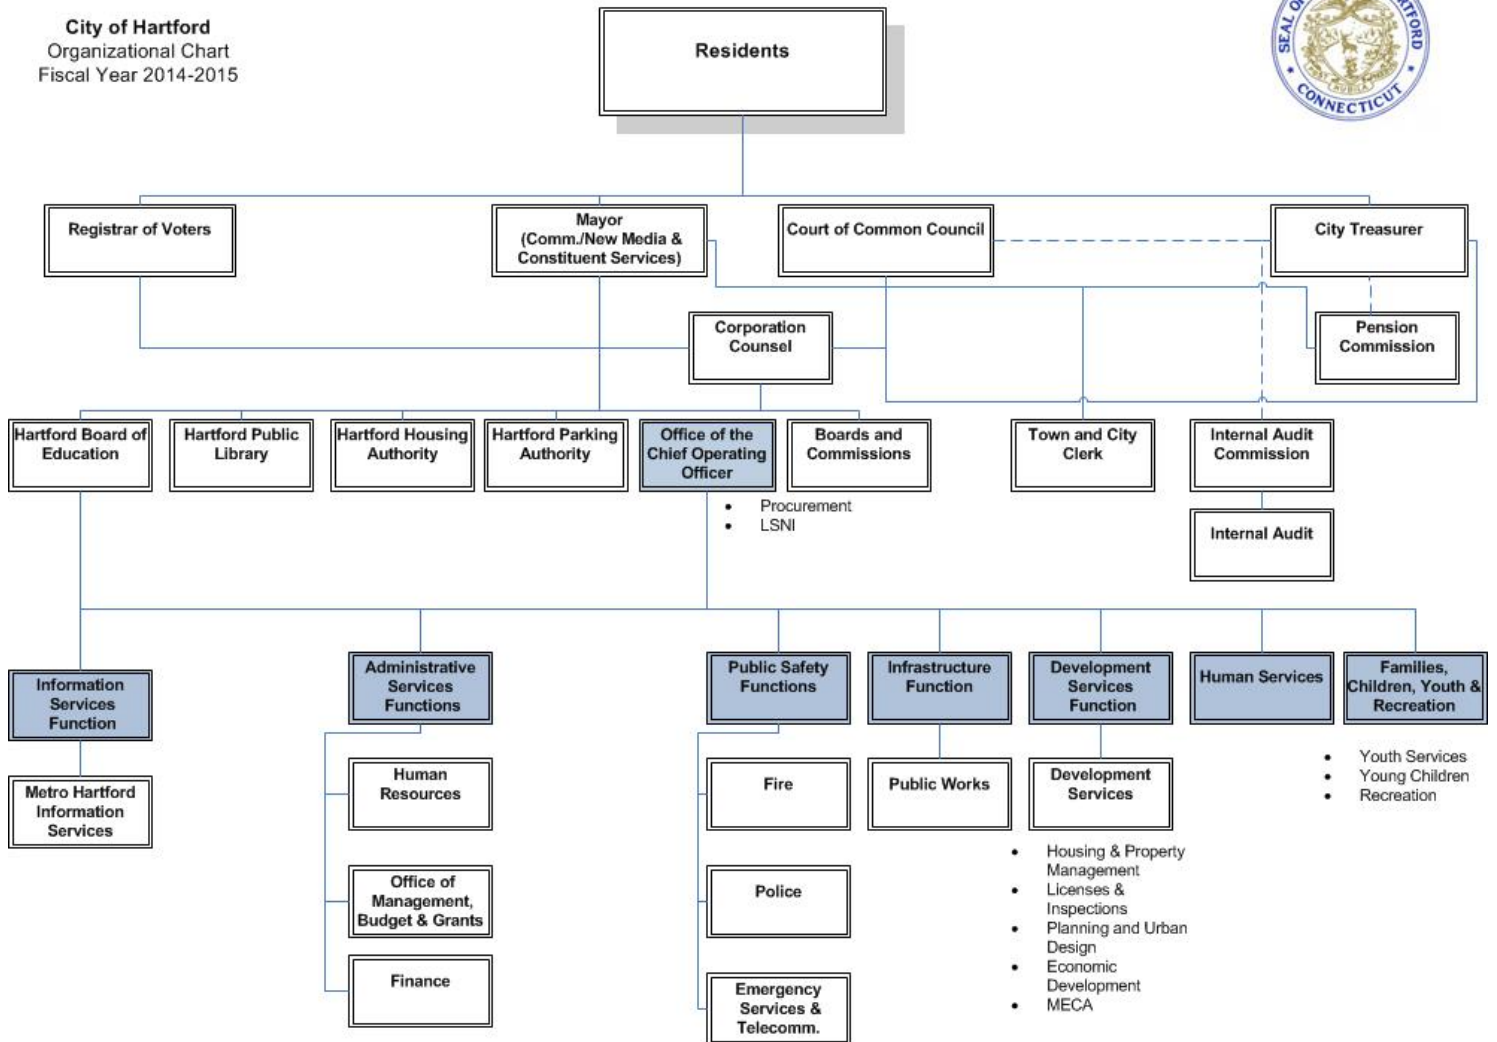 City of Hartford
Organizational Chart
Fiscal Year 2014-2015
Residents
SEAL O
RTFORD
CONNECTICUT
POST
NUBILA
Registrar of Voters
Mayor
(Comm./New Media &
Constituent Services)
Court of Common Council
City Treasurer
Corporation
Counsel
Pension
Commission
Hartford Board of
Education
Hartford Public
Library
Hartford Housing
Authority
Hartford Parking
Authority
Office of the
Chief Operating
Officer
Boards and
Commissions
Town and City
Clerk
Internal Audit
Commission
• Procurement
• LSNI
Internal Audit
Information
Services
Function
Administrative
Services
Functions
Public Safety
Functions
Infrastructure
Function
Development
Services
Function
Human Services
Families,
Children, Youth &
Recreation
Metro Hartford
Information
Services
Human
Resources
Fire
Public Works
Development
Services
• Youth Services
• Young Children
• Recreation
Office of
Management,
Budget & Grants
Police
• Housing & Property
Management
• Licenses &
Inspections
• Planning and Urban
Design
• Economic
Development
• MECA
Finance
Emergency
Services &
Telecomm.